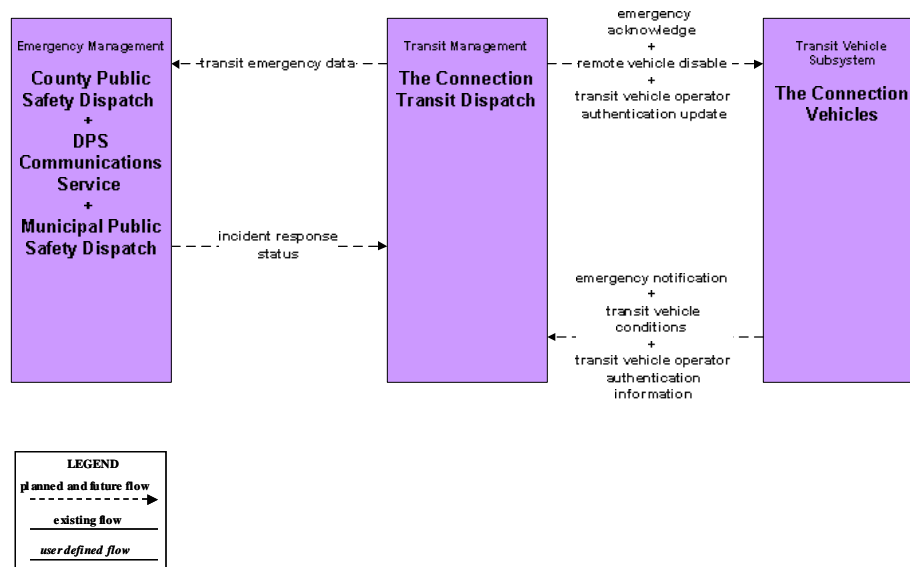 Emergency Management
County Public
Safety Dispatch
+
DPS
Communications
Service
+
Municipal Public
Safety Dispatch
transit emergency data
incident response
status
Transit Management
The Connection
Transit Dispatch
emergency
acknowledge
+
remote vehicle disable
+
transit vehicle operator
authentication update
emergency notification
+
transit vehicle
conditions
+
transit vehicle operator
authentication
information
Transit Vehicle
Subsystem
The Connection
Vehicles
LEGEND
planned and future flow
existing flow
user defined flow